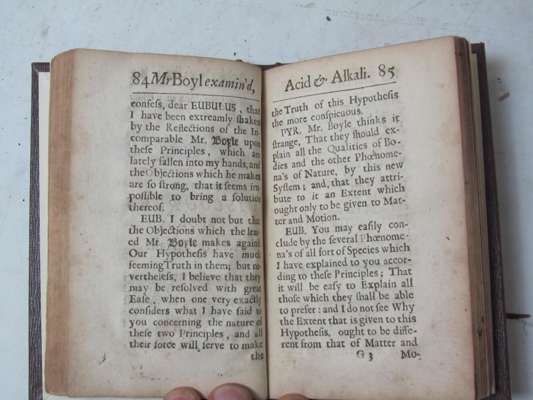 84 Mr Boyl examin'd,
confess, dear EUBULUS, that
I have been extreamly shaken
by the Reflections of the In-
comparable Mr. Boyle upon
these Principles, which are
lately fallen into my hands, and
the Objections which he makes
are so strong, that it seems im-
possible to bring a solution
thereof.
EUB. I doubt not but that
the Objections which the lear-
ned Mr. Boyle makes against
Our Hypothesis have much
seeming Truth in them; but ne-
vertheless, I believe that they
may be resolved with great
Ease, when one very exactly
considers what I have said to
you concerning the nature of
these two Principles, and all
their force will serve to make
the
Acid & Alkali. 85
the Truth of this Hypothesis
the more conspicuous.
PYR. Mr. Boyle thinks it
strange, That they should ex-
plain all the Qualities of Bo-
dies and the other Phœnome-
na's of Nature, by this new
System; and, that they attri-
bute to it an Extent which
ought only to be given to Mat-
ter and Motion.
EUB. You may easily con-
clude by the several Phœnome-
na's of all sort of Species which
I have explained to you accor-
ding to these Principles; That
it will be easy to Explain all
those which they shall be able
to prefer: and I do not see Why
the Extent that is given to this
Hypothesis, ought to be diffe-
rent from that of Matter and
G 3 Mo-